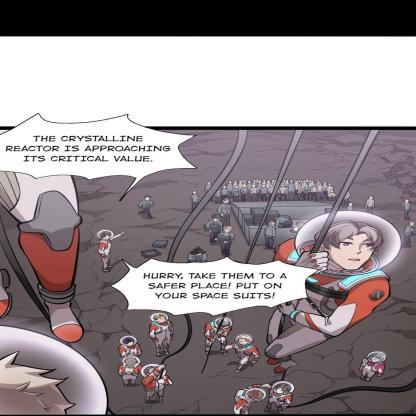 THE CRYSTALLINE
REACTOR IS APPROACHING
ITS CRITICAL VALUE.
HURRY, TAKE THEM TO A
SAFER PLACE! PUT ON
YOUR SPACE SUITS!